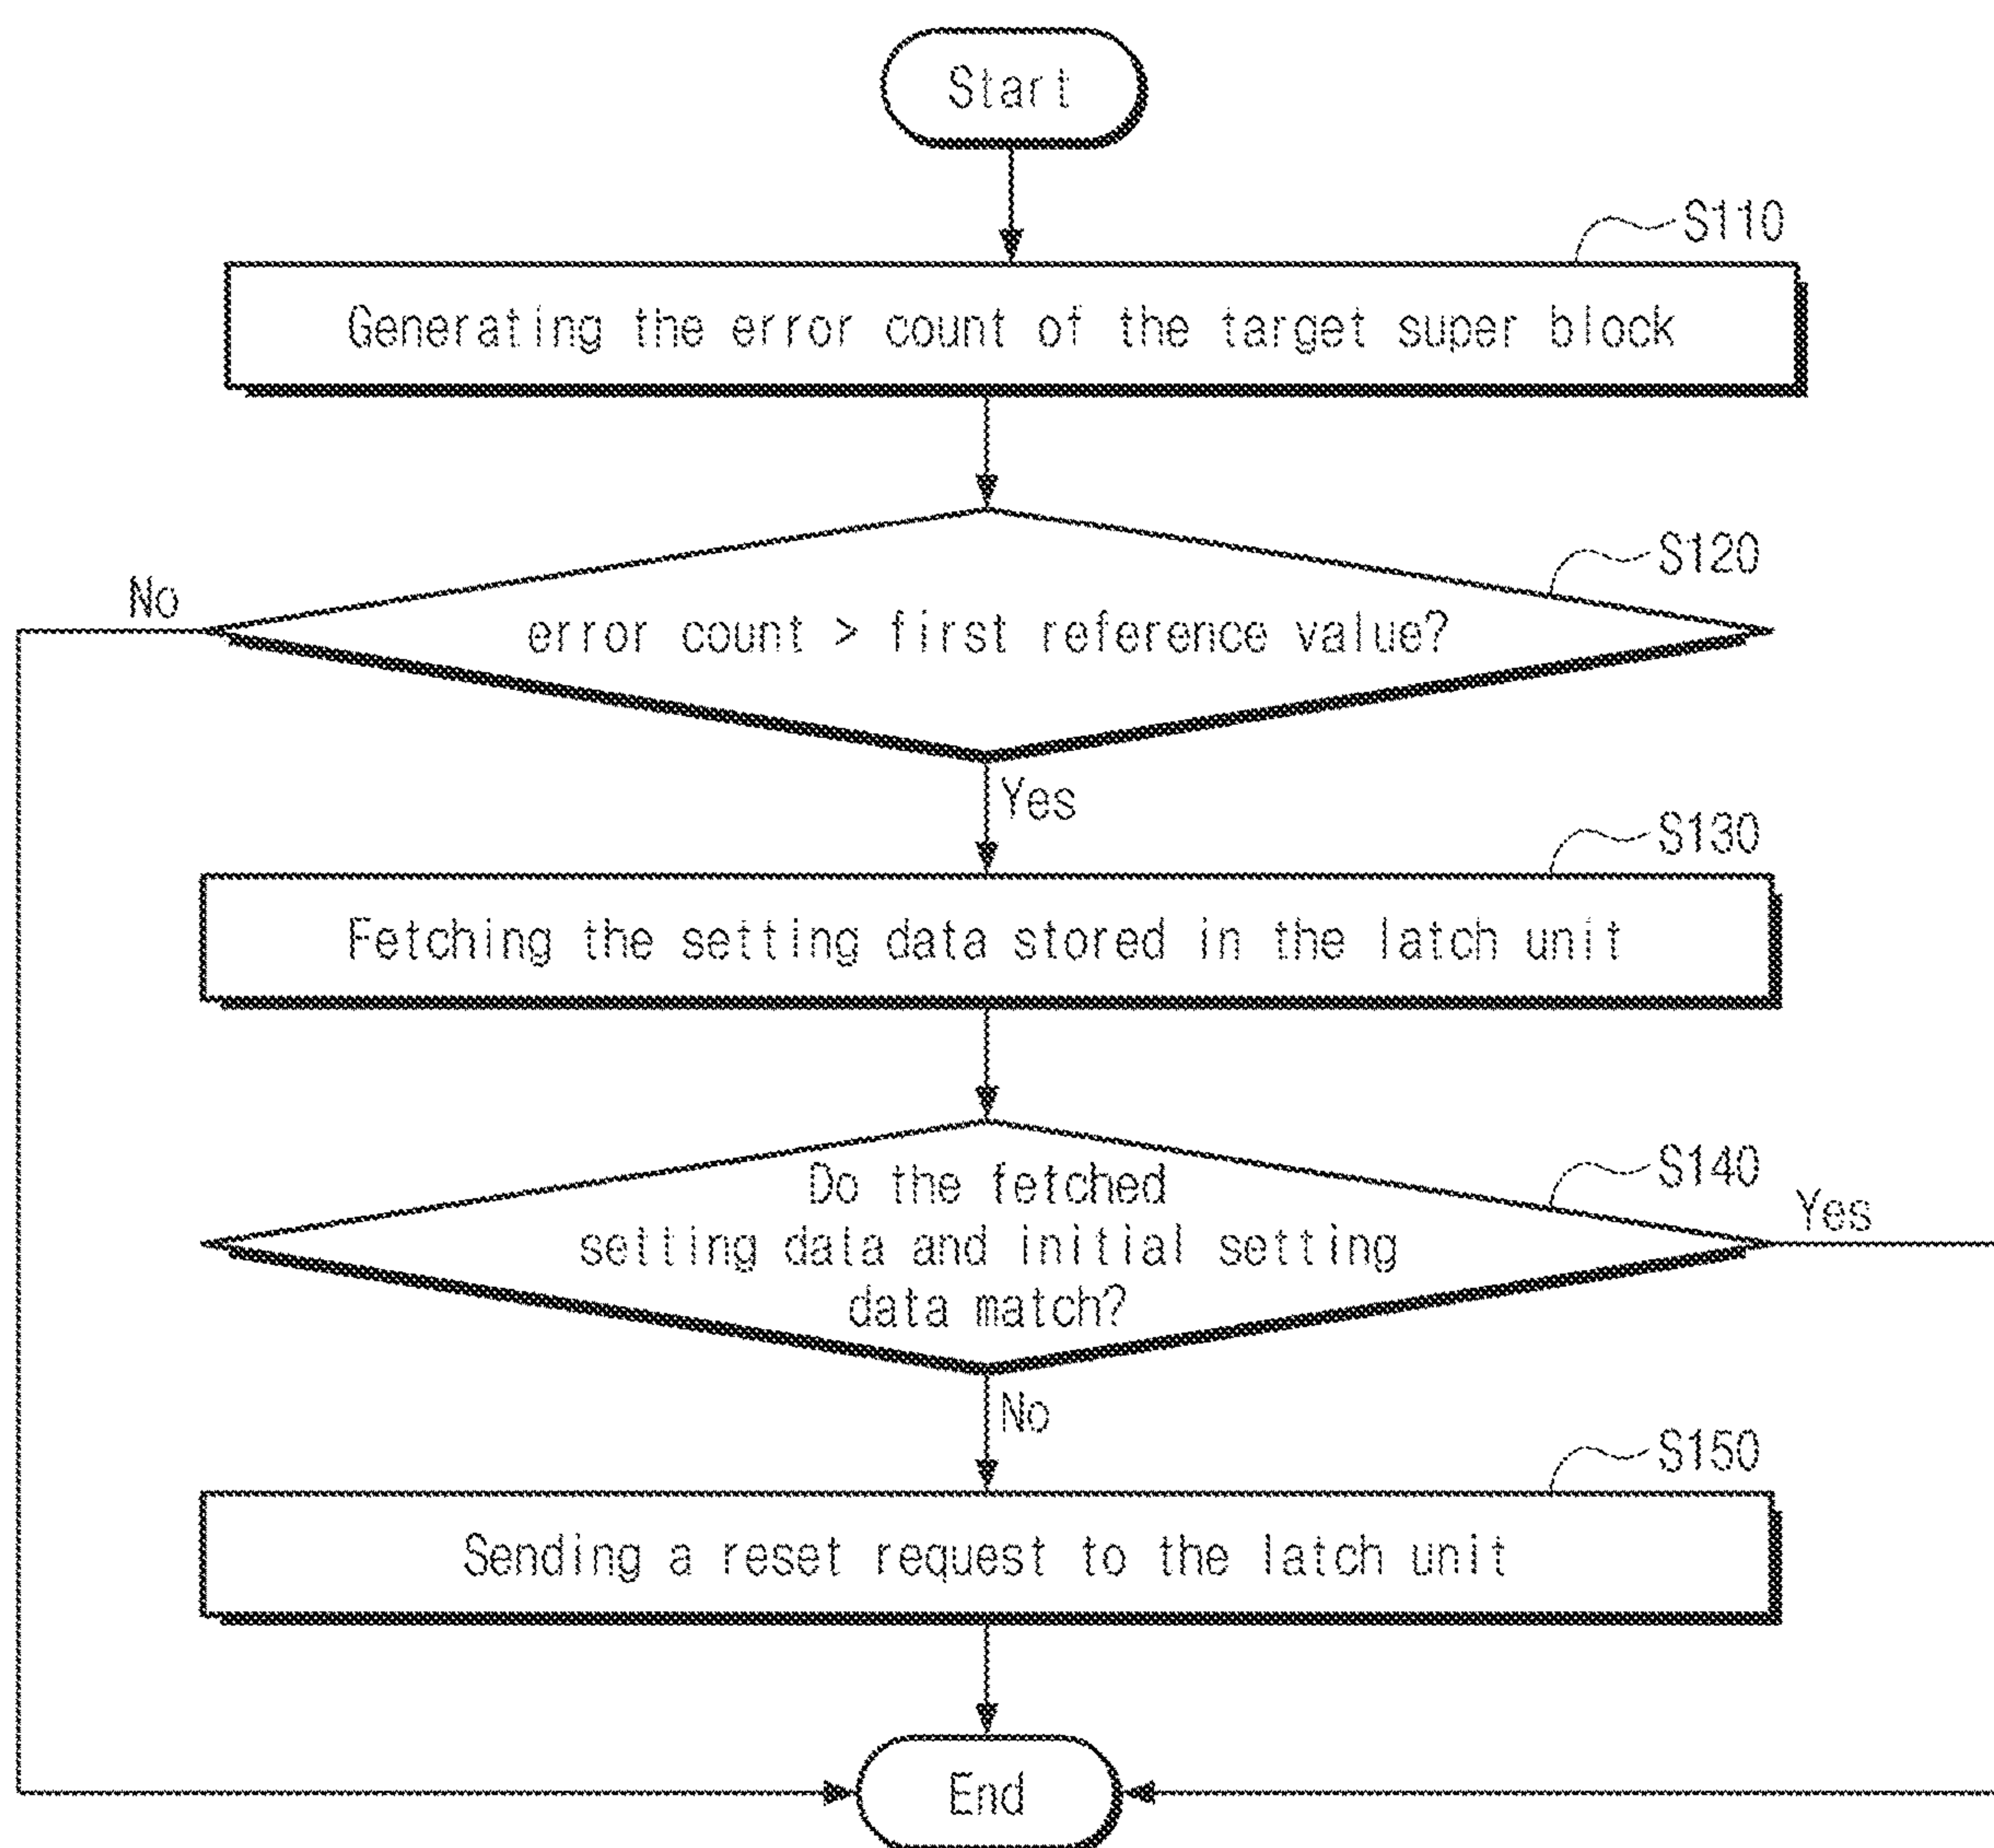 Start
S110
Generating the error count of the target super block
S120
No
error count > first reference value?
Yes
S130
Fetching the setting data stored in the latch unit
S140
Do the fetched
Yes
setting data and initial setting
data match?
No
S150
Sending a reset request to the latch unit
End